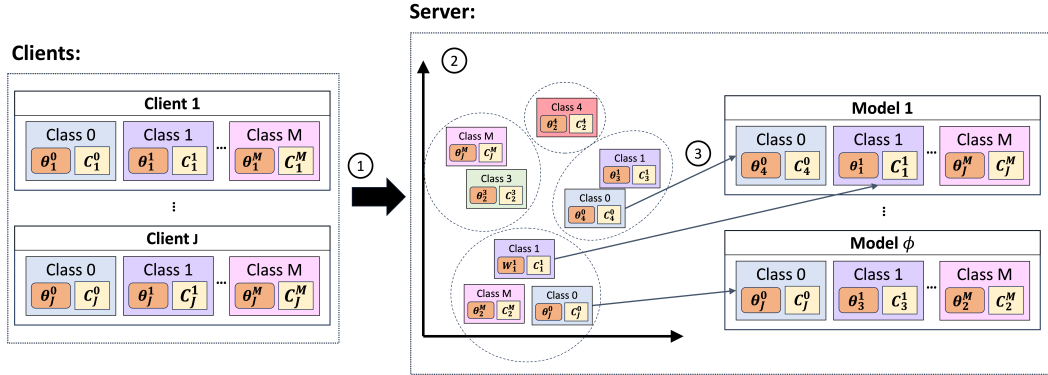 Server:
Clients:
Client 1
Class 0 Class 1 Class M
θ₁⁰ C₁⁰ θ₁¹ C₁¹ ... θ₁ᴹ C₁ᴹ
⋮
Client J
Class 0 Class 1 Class M
θ_J⁰ C_J⁰ θ_J¹ C_J¹ ... θ_Jᴹ C_Jᴹ
1
2
Class 4
θ₂⁴ C₂⁴
Class M
θ_Jᴹ C_Jᴹ
Class 3
θ₂³ C₂³
Class 1
θ₃¹ C₃¹
Class 0
θ₄⁰ C₄⁰
Class 1
W₁¹ C₁¹
Class M
θ₂ᴹ C₂ᴹ
Class 0
θ_J⁰ C_J⁰
3
Model 1
Class 0 Class 1 Class M
θ₄⁰ C₄⁰ θ₁¹ C₁¹ ... θ_Jᴹ C_Jᴹ
⋮
Model ϕ
Class 0 Class 1 Class M
θ_J⁰ C_J⁰ θ₃¹ C₃¹ ... θ₂ᴹ C₂ᴹ